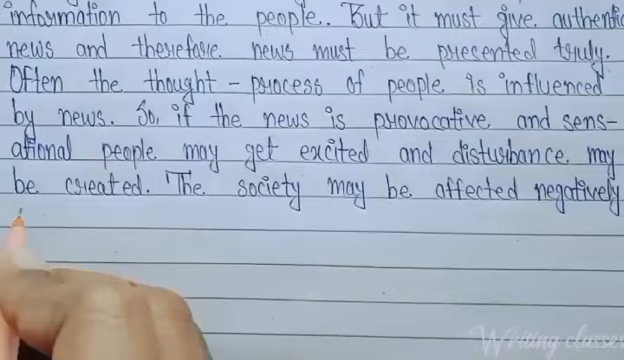 information to the people. But it must give authentic
news and therefore news must be presented truly.
Often the thought - process of people is influenced
by news. So, if the news is provocative and sens-
ational people may get excited and disturbance may
be created. The society may be affected negatively
Writing classes